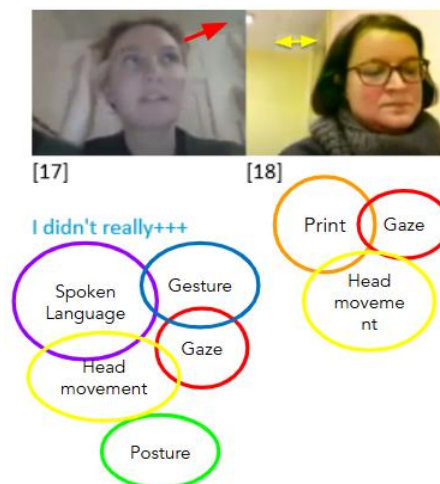 [17]
[18]
I didn't really+++
Spoken
Language
Gesture
Gaze
Head
movement
Posture
Print
Gaze
Head
moveme
nt